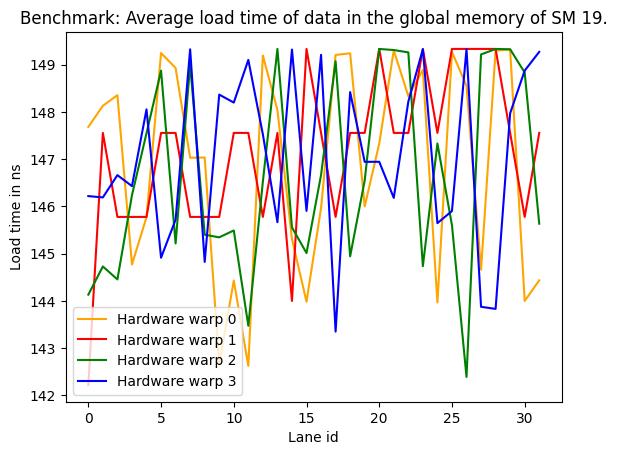 Benchmark: Average load time of data in the global memory of SM 19.
Load time in ns
149
148
147
146
145
144
143
142
Hardware warp 0
Hardware warp 1
Hardware warp 2
Hardware warp 3
0 5 10 15 20 25 30
Lane id